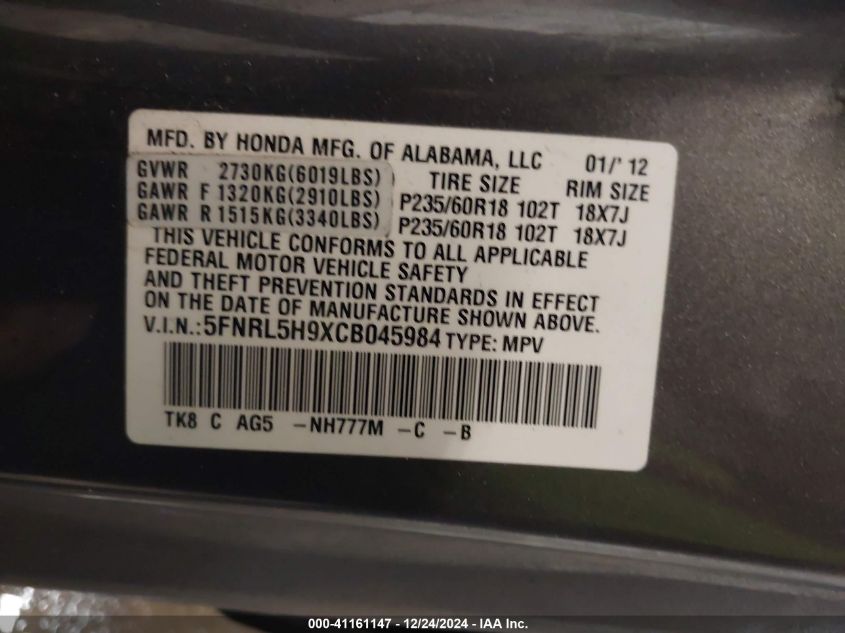 MFD. BY HONDA MFG. OF ALABAMA, LLC 01/'12
GVWR 2730KG(6019LBS) TIRE SIZE RIM SIZE
GAWR F 1320KG(2910LBS) P235/60R18 102T 18X7J
GAWR R 1515KG(3340LBS) P235/60R18 102T 18X7J
THIS VEHICLE CONFORMS TO ALL APPLICABLE
FEDERAL MOTOR VEHICLE SAFETY
AND THEFT PREVENTION STANDARDS IN EFFECT
ON THE DATE OF MANUFACTURE SHOWN ABOVE.
V.I.N.:5FNRL5H9XCB045984 TYPE: MPV
TK8 C AG5 -NH777M -C -B
000-41161147 - 12/24/2024 - IAA Inc.